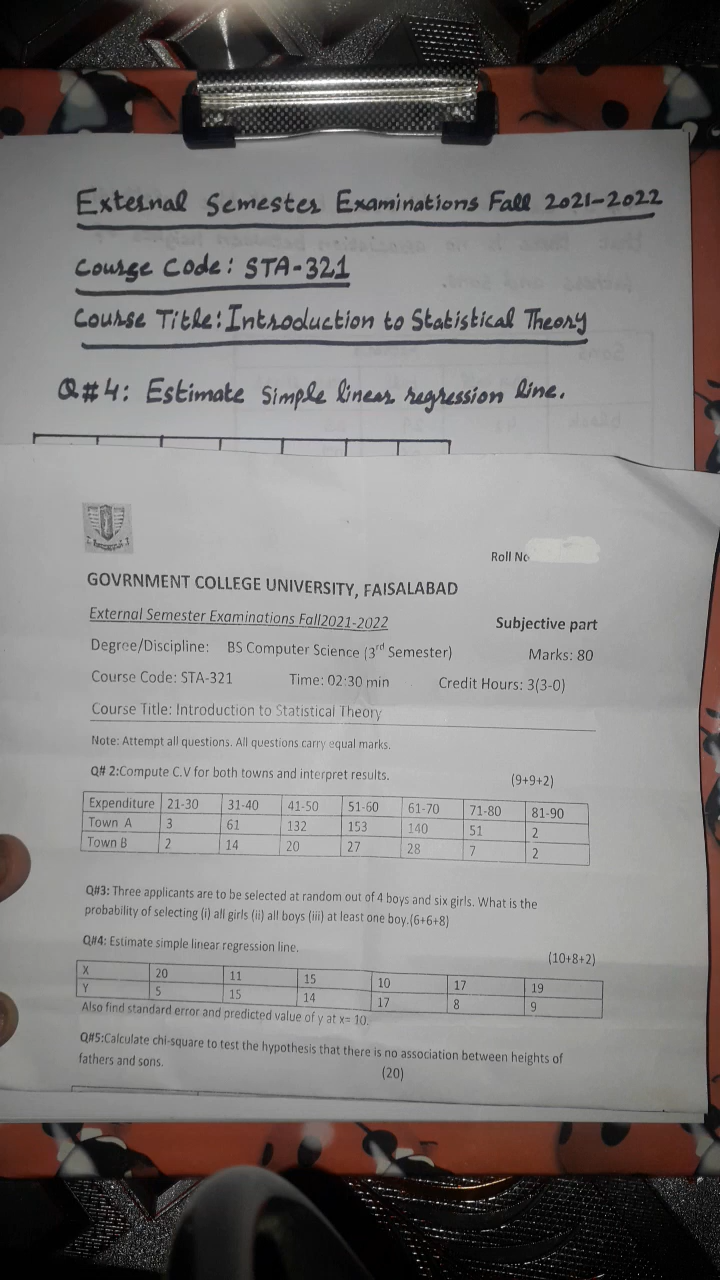 External Semester Examinations Fall 2021-2022
Course Code: STA-321
Course Title: Introduction to Statistical Theory
Q#4: Estimate Simple linear regression line.
Roll No
GOVRNMENT COLLEGE UNIVERSITY, FAISALABAD
External Semester Examinations Fall2021-2022 Subjective part
Degree/Discipline: BS Computer Science (3rd Semester) Marks: 80
Course Code: STA-321 Time: 02:30 min Credit Hours: 3(3-0)
Course Title: Introduction to Statistical Theory
Note: Attempt all questions. All questions carry equal marks.
Q# 2:Compute C.V for both towns and interpret results. (9+9+2)
Expenditure 21-30 31-40 41-50 51-60 61-70 71-80 81-90
Town A 3 61 132 153 140 51 2
Town B 2 14 20 27 28 7 2
Q#3: Three applicants are to be selected at random out of 4 boys and six girls. What is the
probability of selecting (i) all girls (ii) all boys (iii) at least one boy.(6+6+8)
Q#4: Estimate simple linear regression line. (10+8+2)
X 20 11 15 10 17 19
Y 5 15 14 17 8 9
Also find standard error and predicted value of y at x= 10.
Q#5:Calculate chi-square to test the hypothesis that there is no association between heights of
fathers and sons. (20)